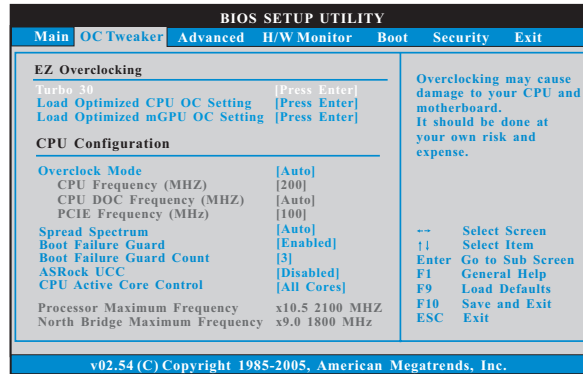 BIOS SETUP UTILITY
Main OC Tweaker Advanced H/W Monitor Boot Security Exit
EZ Overclocking
Turbo 30 [Press Enter]
Load Optimized CPU OC Setting [Press Enter]
Load Optimized mGPU OC Setting [Press Enter]
CPU Configuration
Overclock Mode [Auto]
CPU Frequency (MHZ) [200]
CPU DOC Frequency (MHZ) [Auto]
PCIE Frequency (MHz) [100]
Spread Spectrum [Auto]
Boot Failure Guard [Enabled]
Boot Failure Guard Count [3]
ASRock UCC [Disabled]
CPU Active Core Control [All Cores]
Processor Maximum Frequency x10.5 2100 MHZ
North Bridge Maximum Frequency x9.0 1800 MHz
Overclocking may cause
damage to your CPU and
motherboard.
It should be done at
your own risk and
expense.
←→ Select Screen
↑↓ Select Item
Enter Go to Sub Screen
F1 General Help
F9 Load Defaults
F10 Save and Exit
ESC Exit
v02.54 (C) Copyright 1985-2005, American Megatrends, Inc.